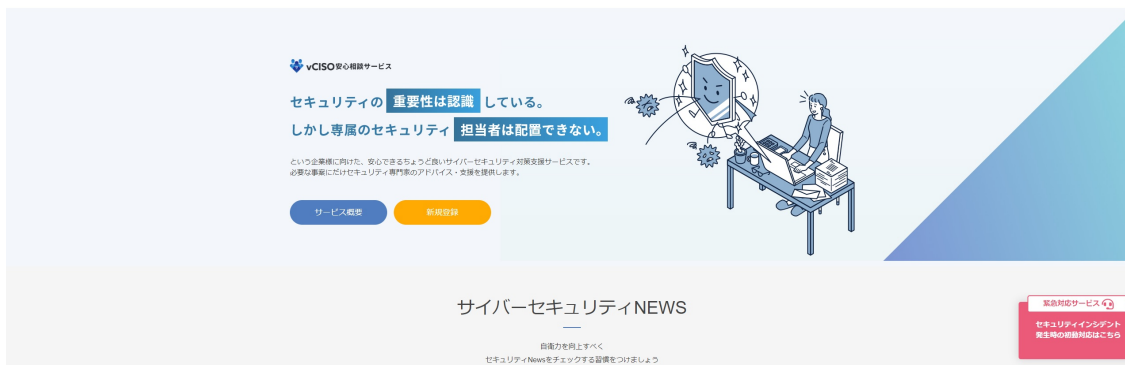 vCISO安心相談サービス
セキュリティの 重要性は認識 している。
しかし専属のセキュリティ 担当者は配置できない。
という企業様に向けた、安心できるちょうど良いサイバーセキュリティ対策支援サービスです。
必要な事案にだけセキュリティ専門家のアドバイス・支援を提供します。
サービス概要
新規登録
サイバーセキュリティNEWS
自衛力を向上すべく
セキュリティNewsをチェックする習慣をつけましょう
緊急対応サービス
セキュリティインシデント
発生時の初動対応はこちら